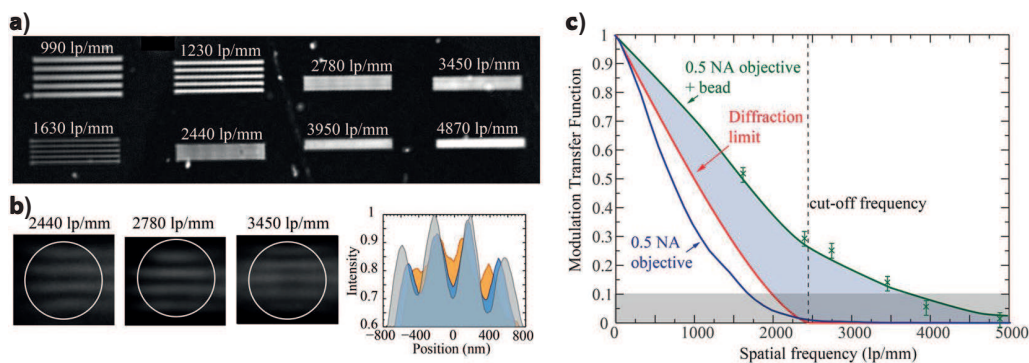 a)
990 lp/mm
1230 lp/mm
2780 lp/mm
3450 lp/mm
1630 lp/mm
2440 lp/mm
3950 lp/mm
4870 lp/mm
b)
2440 lp/mm
2780 lp/mm
3450 lp/mm
Intensity
1
0.9
0.8
0.7
0.6
−800
−400
0
400
800
Position (nm)
c)
Modulation Transfer Function
1
0.9
0.8
0.7
0.6
0.5
0.4
0.3
0.2
0.1
0
0.5 NA objective
+ bead
Diffraction
limit
cut-off frequency
0.5 NA
objective
0
1000
2000
3000
4000
5000
Spatial frequency (lp/mm)